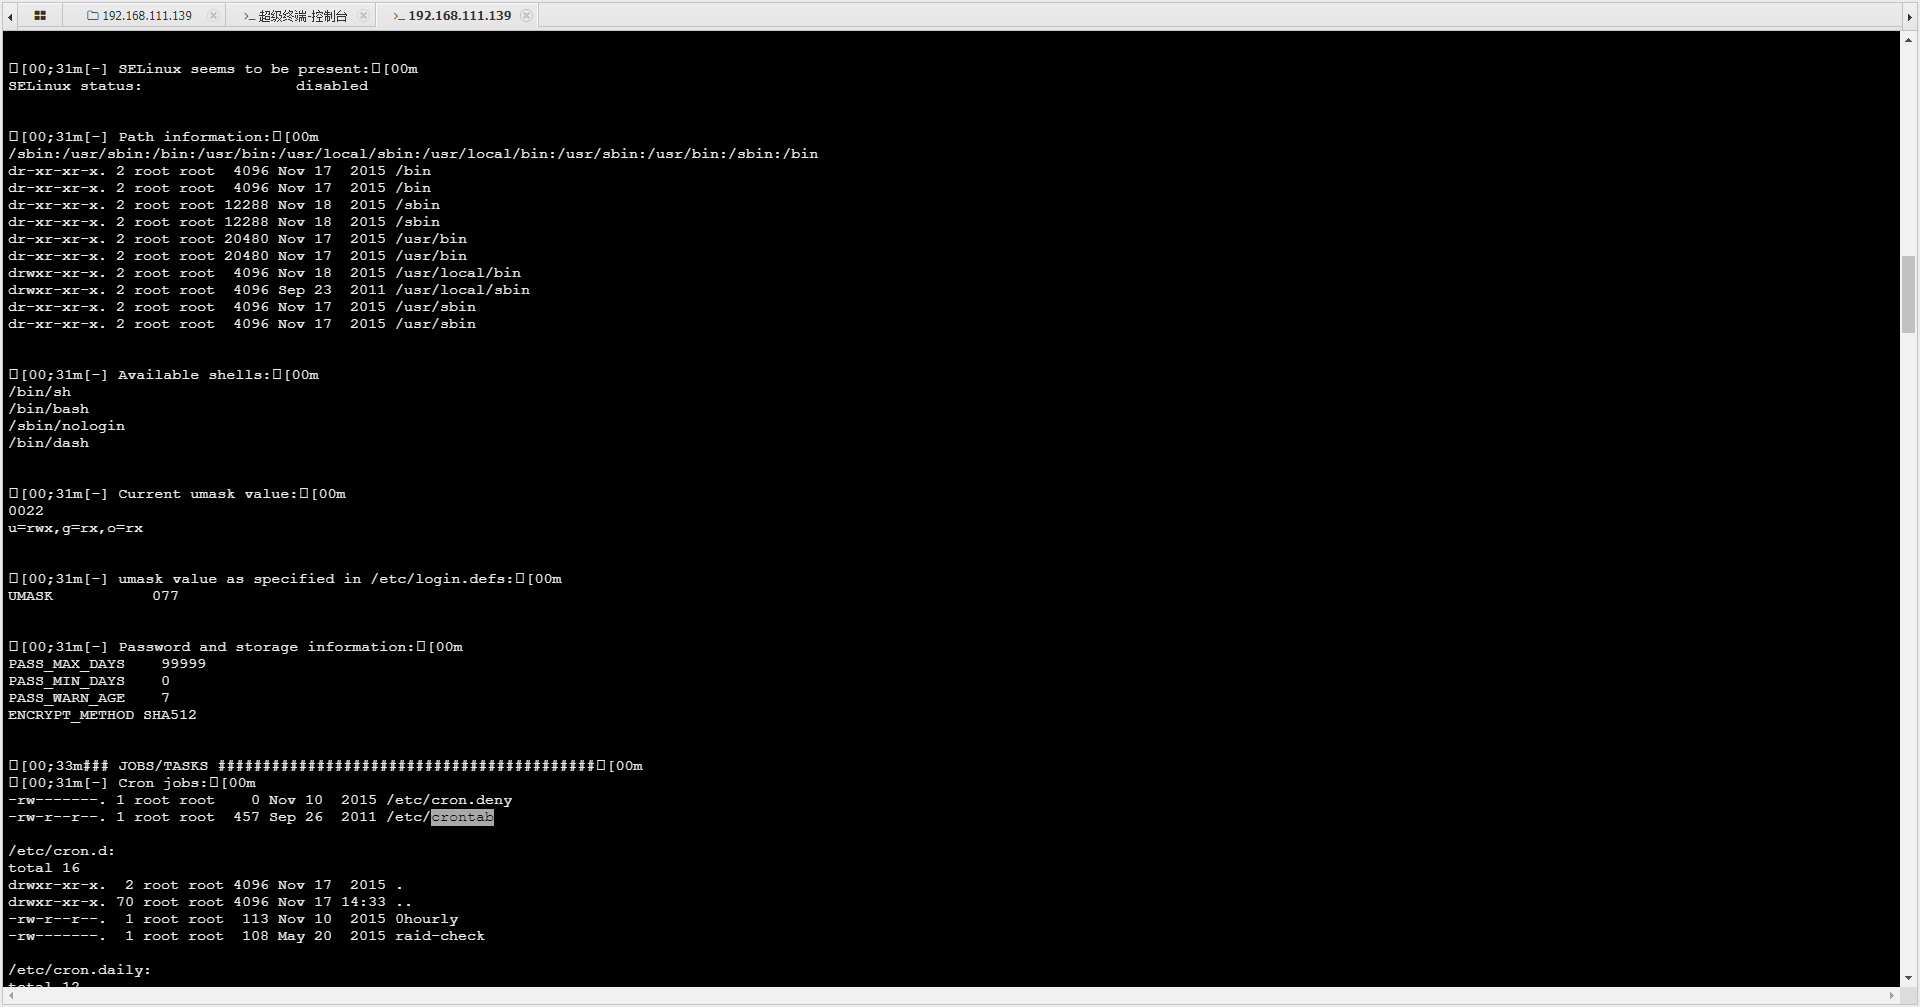 192.168.111.139
超级终端-控制台
192.168.111.139
[00;31m[-] SELinux seems to be present:[00m
SELinux status:                 disabled
[00;31m[-] Path information:[00m
/sbin:/usr/sbin:/bin:/usr/bin:/usr/local/sbin:/usr/local/bin:/usr/sbin:/usr/bin:/sbin:/bin
dr-xr-xr-x. 2 root root  4096 Nov 17  2015 /bin
dr-xr-xr-x. 2 root root  4096 Nov 17  2015 /bin
dr-xr-xr-x. 2 root root 12288 Nov 18  2015 /sbin
dr-xr-xr-x. 2 root root 12288 Nov 18  2015 /sbin
dr-xr-xr-x. 2 root root 20480 Nov 17  2015 /usr/bin
dr-xr-xr-x. 2 root root 20480 Nov 17  2015 /usr/bin
drwxr-xr-x. 2 root root  4096 Nov 18  2015 /usr/local/bin
drwxr-xr-x. 2 root root  4096 Sep 23  2011 /usr/local/sbin
dr-xr-xr-x. 2 root root  4096 Nov 17  2015 /usr/sbin
dr-xr-xr-x. 2 root root  4096 Nov 17  2015 /usr/sbin
[00;31m[-] Available shells:[00m
/bin/sh
/bin/bash
/sbin/nologin
/bin/dash
[00;31m[-] Current umask value:[00m
0022
u=rwx,g=rx,o=rx
[00;31m[-] umask value as specified in /etc/login.defs:[00m
UMASK           077
[00;31m[-] Password and storage information:[00m
PASS_MAX_DAYS    99999
PASS_MIN_DAYS    0
PASS_WARN_AGE    7
ENCRYPT_METHOD SHA512
[00;33m### JOBS/TASKS ##########################################[00m
[00;31m[-] Cron jobs:[00m
-rw-------. 1 root root    0 Nov 10  2015 /etc/cron.deny
-rw-r--r--. 1 root root  457 Sep 26  2011 /etc/crontab
/etc/cron.d:
total 16
drwxr-xr-x.  2 root root 4096 Nov 17  2015 .
drwxr-xr-x. 70 root root 4096 Nov 17 14:33 ..
-rw-r--r--.  1 root root  113 Nov 10  2015 0hourly
-rw-------.  1 root root  108 May 20  2015 raid-check
/etc/cron.daily:
total 12